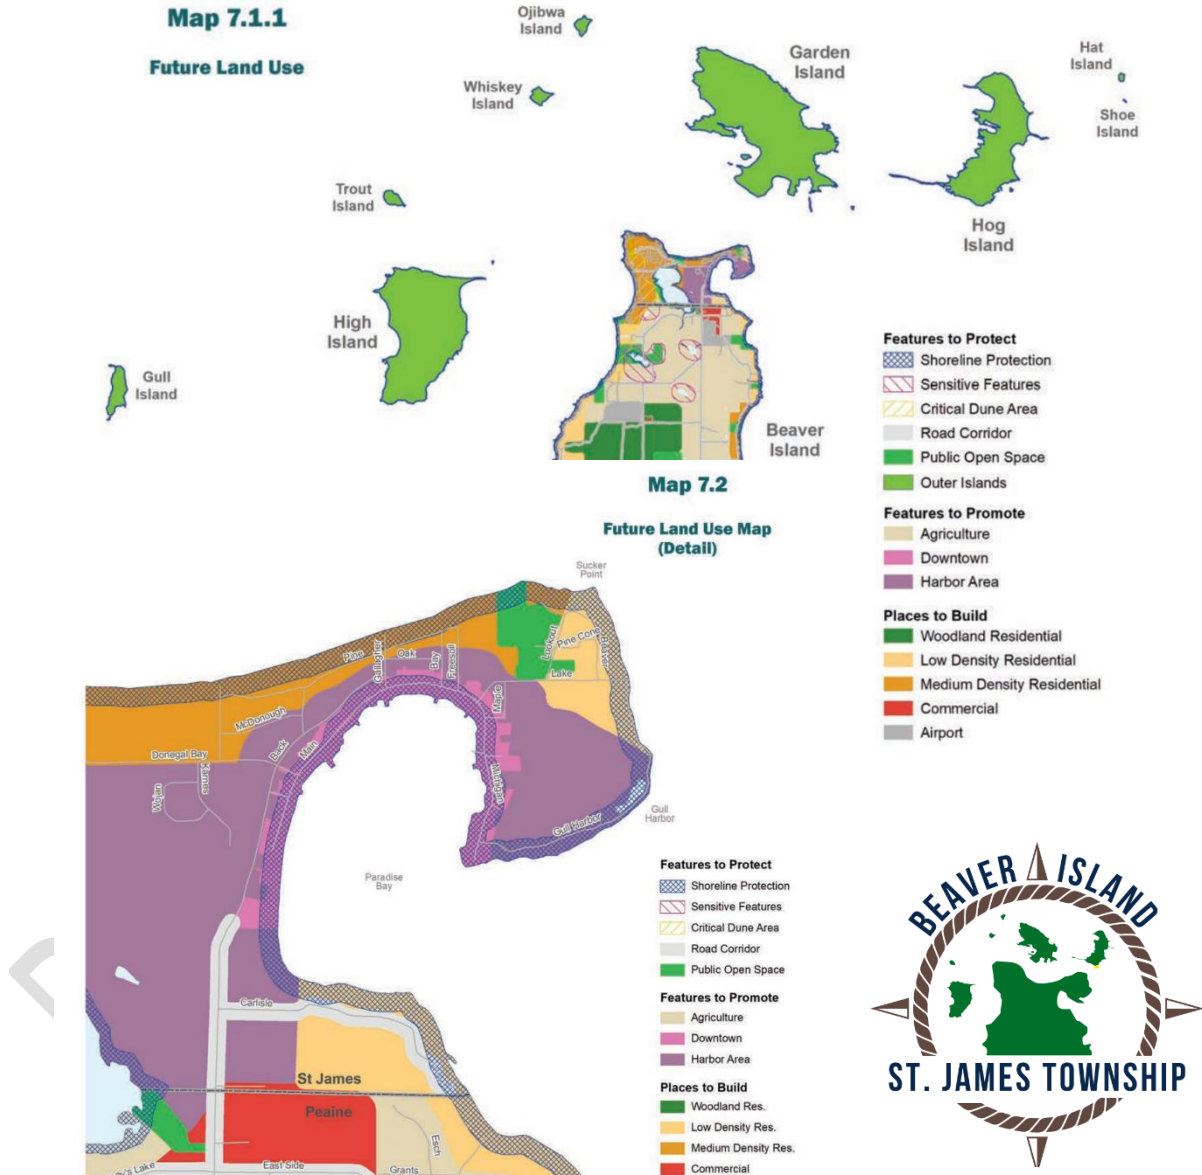 Map 7.1.1
Future Land Use
Ojibwa
Island
Whiskey
Island
Garden
Island
Hat
Island
Shoe
Island
Trout
Island
Hog
Island
High
Island
Gull
Island
Beaver
Island
Features to Protect
Shoreline Protection
Sensitive Features
Critical Dune Area
Road Corridor
Public Open Space
Outer Islands
Features to Promote
Agriculture
Downtown
Harbor Area
Places to Build
Woodland Residential
Low Density Residential
Medium Density Residential
Commercial
Airport
Map 7.2
Future Land Use Map
(Detail)
Sucker
Point
Pine
Gallagher
Oak
Bay
Freesoil
Lookout
Pine Cone
Lake
Maple
McDonough
Back
Main
Donegal Bay
Wojan
Michigan
Gull Harbor
Gull
Harbor
Paradise
Bay
Carlisle
St James
Peaine
Esch
East Side
Grants
Features to Protect
Shoreline Protection
Sensitive Features
Critical Dune Area
Road Corridor
Public Open Space
Features to Promote
Agriculture
Downtown
Harbor Area
Places to Build
Woodland Res.
Low Density Res.
Medium Density Res.
Commercial
BEAVER ISLAND
ST. JAMES TOWNSHIP